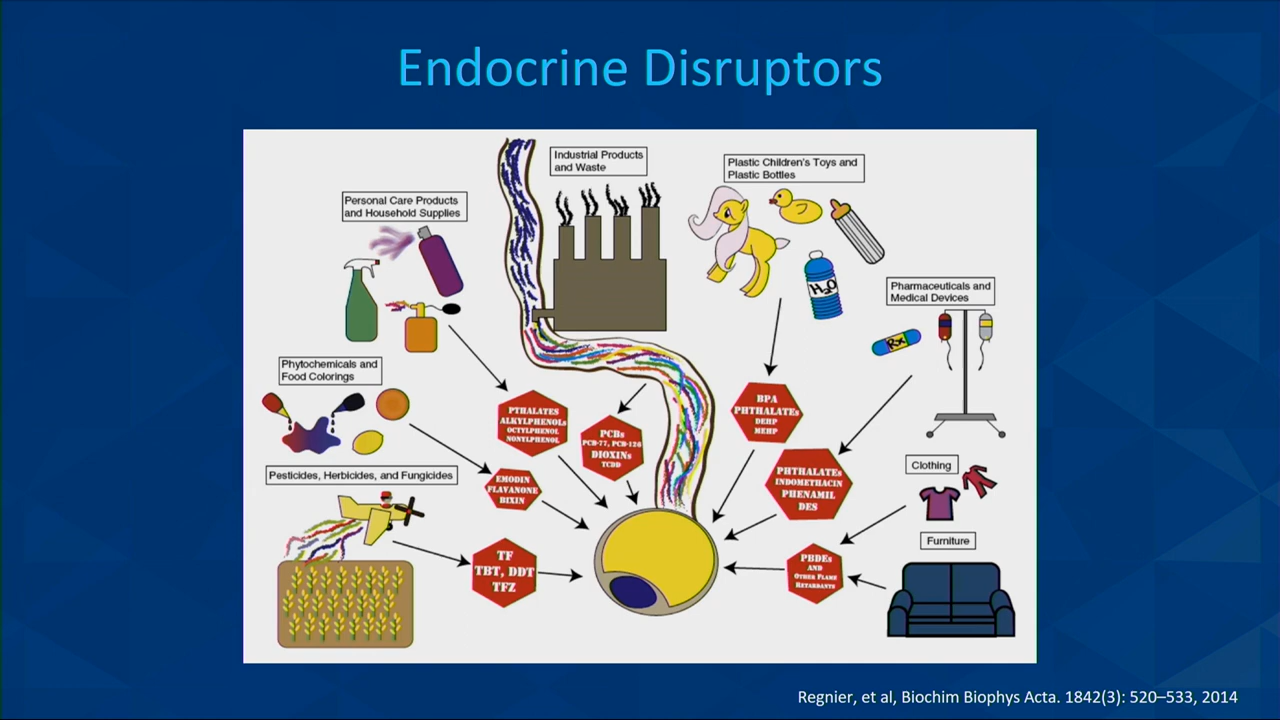 Endocrine Disruptors
Industrial Products
and Waste
Plastic Children's Toys and
Plastic Bottles
Personal Care Products
and Household Supplies
H₂O
Pharmaceuticals and
Medical Devices
Rx
Phytochemicals and
Food Colorings
PTHALATES
ALKYLPHENOLS
OCTYLPHENOL
NONYLPHENOL
PCBs
PCB-77, PCB-126
DIOXINs
TCDD
BPA
PHTHALATEs
DEHP
MEHP
Pesticides, Herbicides, and Fungicides
EMODIN
FLAVANONE
BIXIN
PHTHALATEs
INDOMETHACIN
PHENAMIL
DES
Clothing
Furniture
TF
TBT, DDT
TFZ
PBDEs
AND
OTHER FLAME
RETARDANTS
Regnier, et al, Biochim Biophys Acta. 1842(3): 520–533, 2014